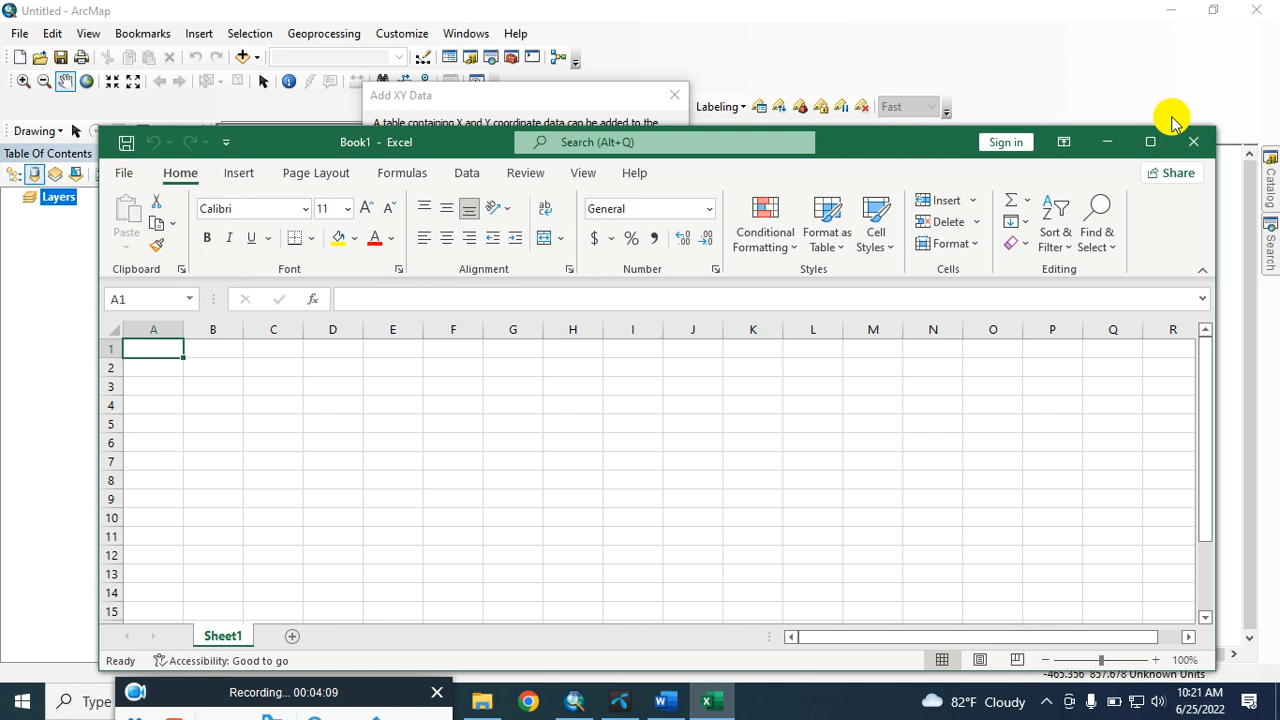 Untitled - ArcMap
File Edit View Bookmarks Insert Selection Geoprocessing Customize Windows Help
Add XY Data
Labeling Fast
A table containing X and Y coordinate data can be added to the
Drawing
Table Of Contents
Book1 - Excel
Search (Alt+Q)
Sign in
Layers
File Home Insert Page Layout Formulas Data Review View Help
Share
Catalog
Search
Paste
Calibri 11
General
Conditional Formatting
Format as Table
Cell Styles
Insert
Delete
Format
Sort & Filter
Find & Select
Clipboard Font Alignment Number Styles Cells Editing
A1
A B C D E F G H I J K L M N O P Q R
1
2
3
4
5
6
7
8
9
10
11
12
13
14
15
Sheet1
Ready Accessibility: Good to go 100%
-465.356 857.678 Unknown Units
Recording... 00:04:09
Type
82°F Cloudy
10:21 AM
6/25/2022